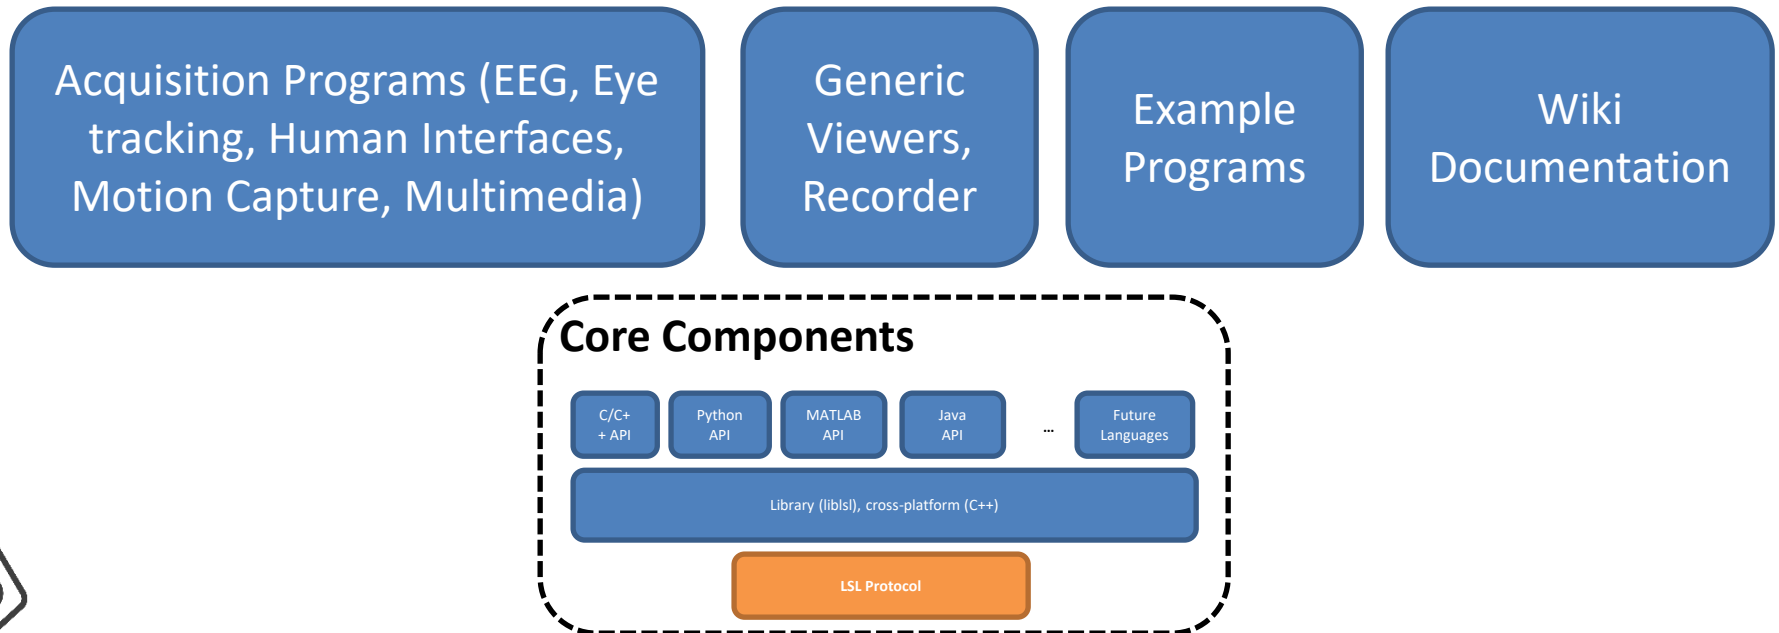 Acquisition Programs (EEG, Eye
tracking, Human Interfaces,
Motion Capture, Multimedia)
Generic
Viewers,
Recorder
Example
Programs
Wiki
Documentation
Core Components
C/C+
+ API
Python
API
MATLAB
API
Java
API
...
Future
Languages
Library (liblsl), cross-platform (C++)
LSL Protocol